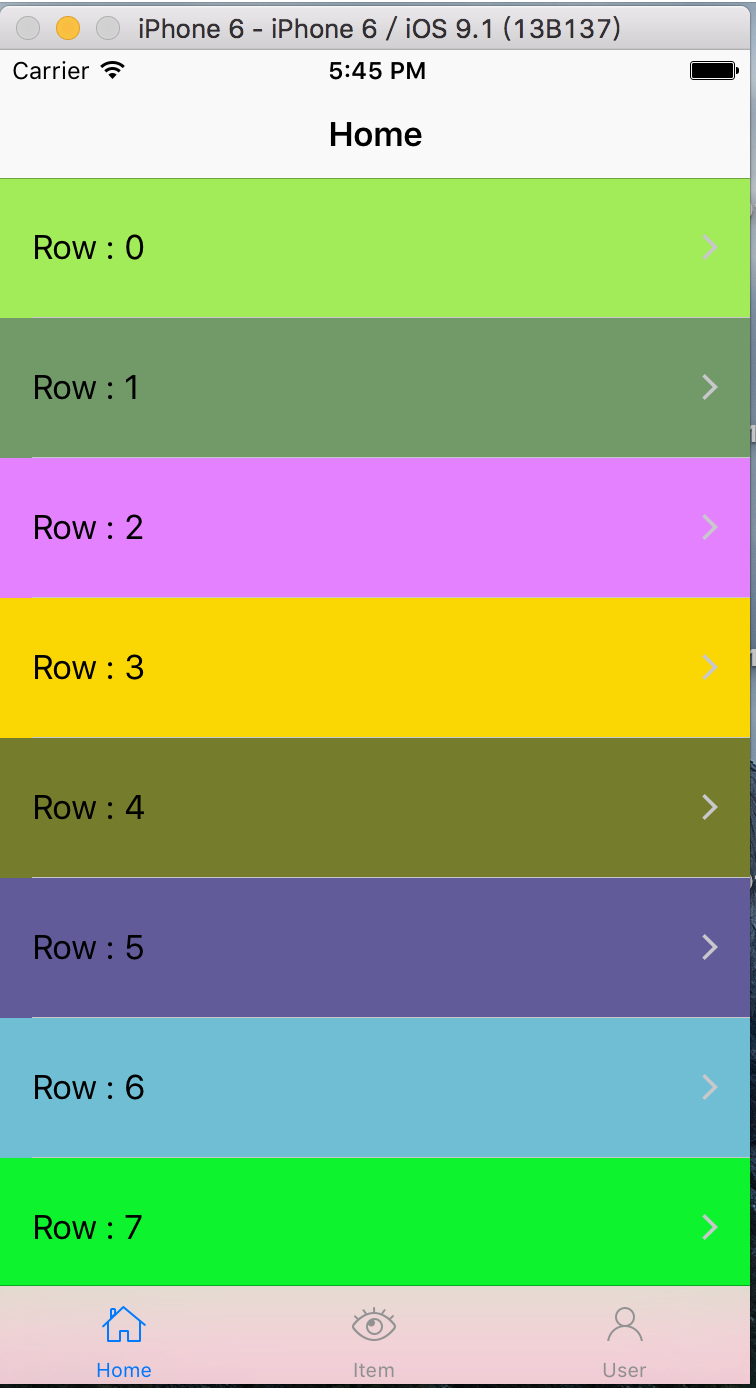 iPhone 6 - iPhone 6 / iOS 9.1 (13B137)
Carrier 5:45 PM
Home
Row : 0
Row : 1
Row : 2
Row : 3
Row : 4
Row : 5
Row : 6
Row : 7
Home Item User